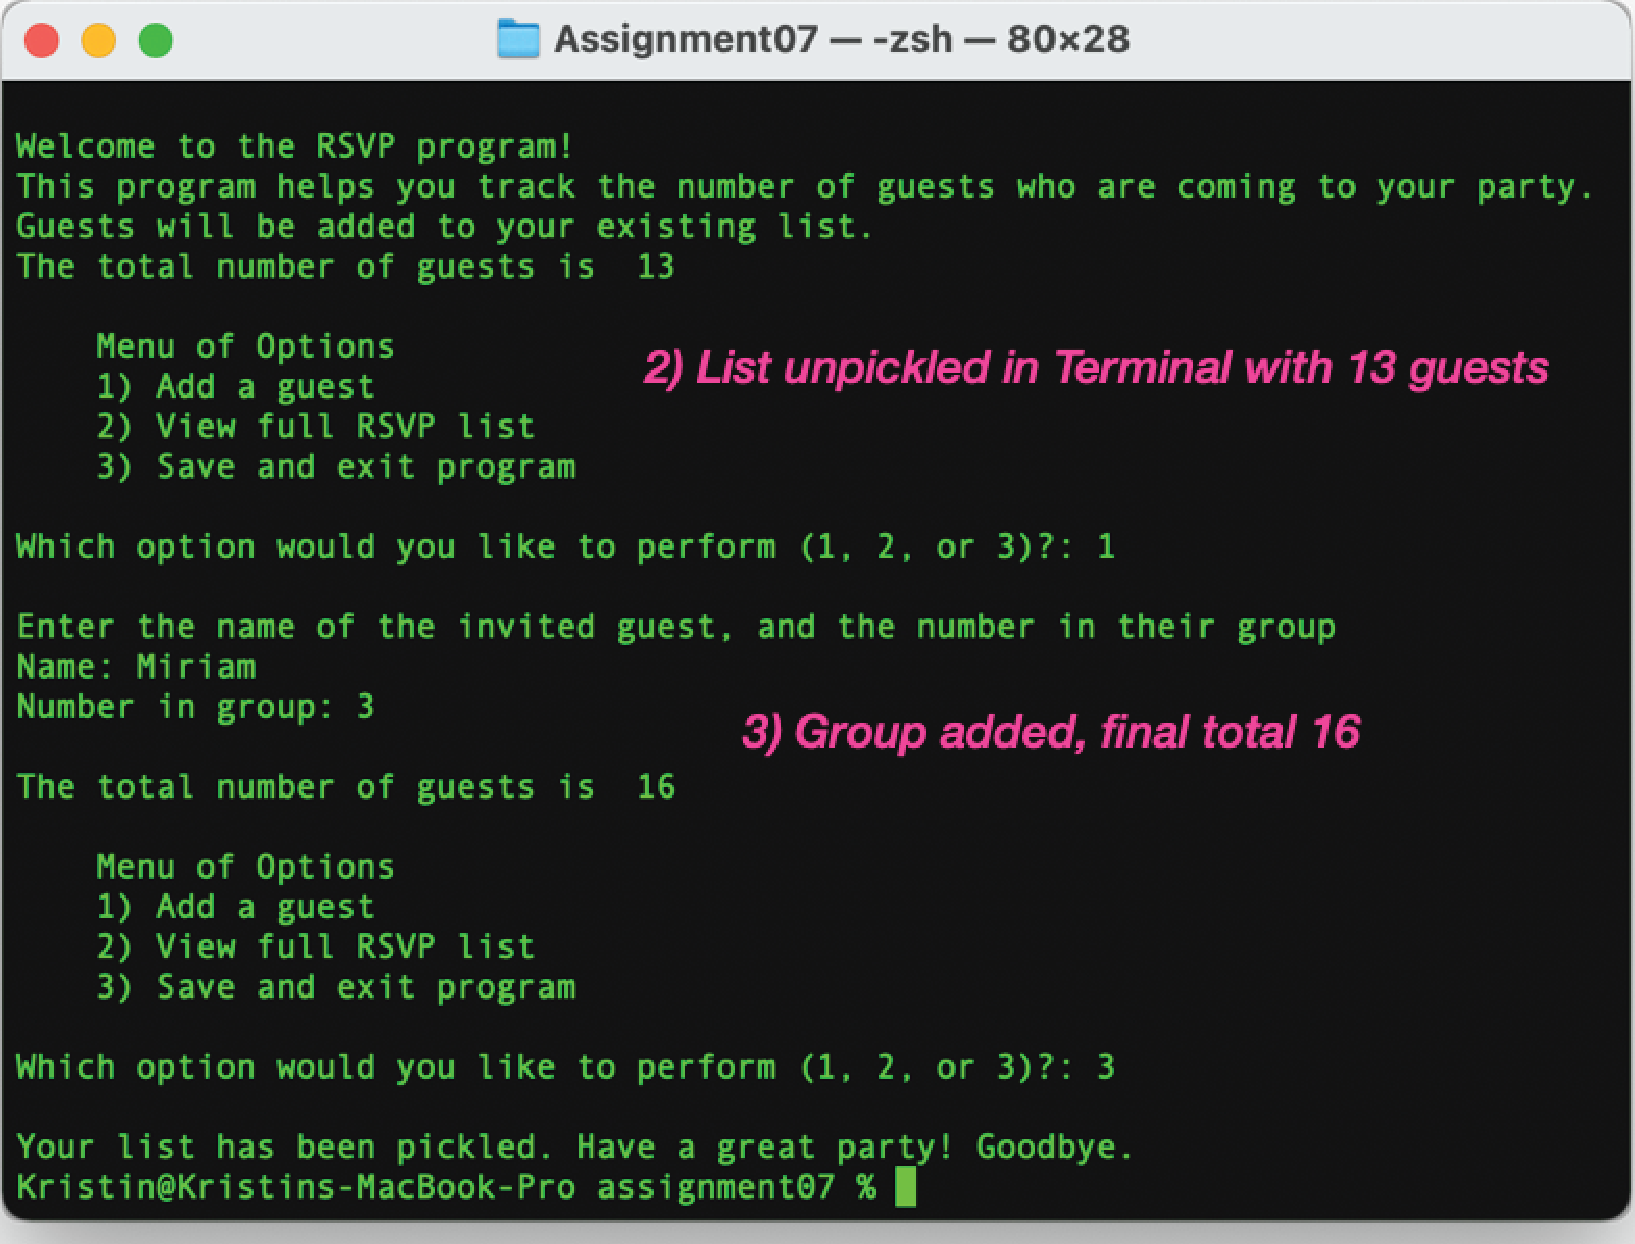 Assignment07 — -zsh — 80×28
Welcome to the RSVP program!
This program helps you track the number of guests who are coming to your party.
Guests will be added to your existing list.
The total number of guests is  13
    Menu of Options
2) List unpickled in Terminal with 13 guests
    1) Add a guest
    2) View full RSVP list
    3) Save and exit program
Which option would you like to perform (1, 2, or 3)?: 1
Enter the name of the invited guest, and the number in their group
Name: Miriam
Number in group: 3
3) Group added, final total 16
The total number of guests is  16
    Menu of Options
    1) Add a guest
    2) View full RSVP list
    3) Save and exit program
Which option would you like to perform (1, 2, or 3)?: 3
Your list has been pickled. Have a great party! Goodbye.
Kristin@Kristins-MacBook-Pro assignment07 %